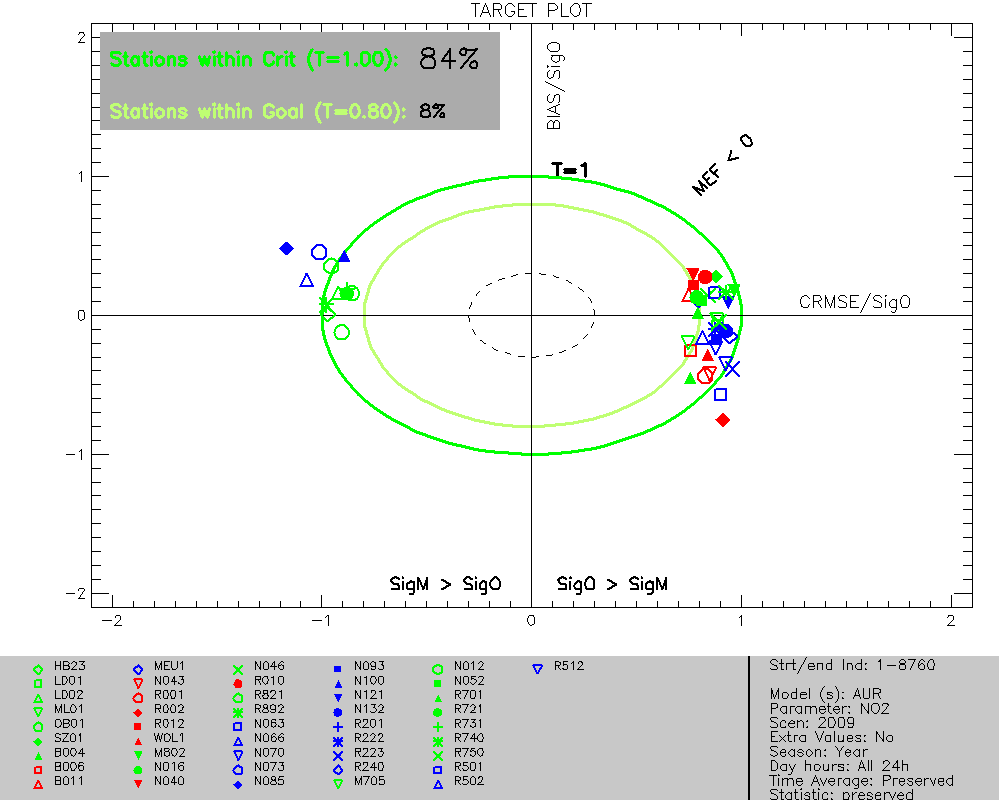 TARGET PLOT
Stations within Crit (T=1.00): 84%
Stations within Goal (T=0.80): 8%
BIAS/SigO
T=1
MEF < 0
CRMSE/SigO
2
1
0
-1
-2
SigM > SigO
SigO > SigM
-2 -1 0 1 2
HB23 MEU1 N046 N093 N012 R512
LD01 N043 R010 N100 N052
LD02 R001 R821 N121 R701
ML01 R002 R892 N132 R721
OB01 R012 N063 R201 R731
SZ01 WOL1 N066 R222 R740
B004 M802 N070 R223 R750
B006 N016 N073 R240 R501
B011 N040 N085 M705 R502
Strt/end Ind: 1-8760
Model (s): AUR
Parameter: NO2
Scen: 2009
Extra Values: No
Season: Year
Day hours: All 24h
Time Average: Preserved
Statistic: preserved